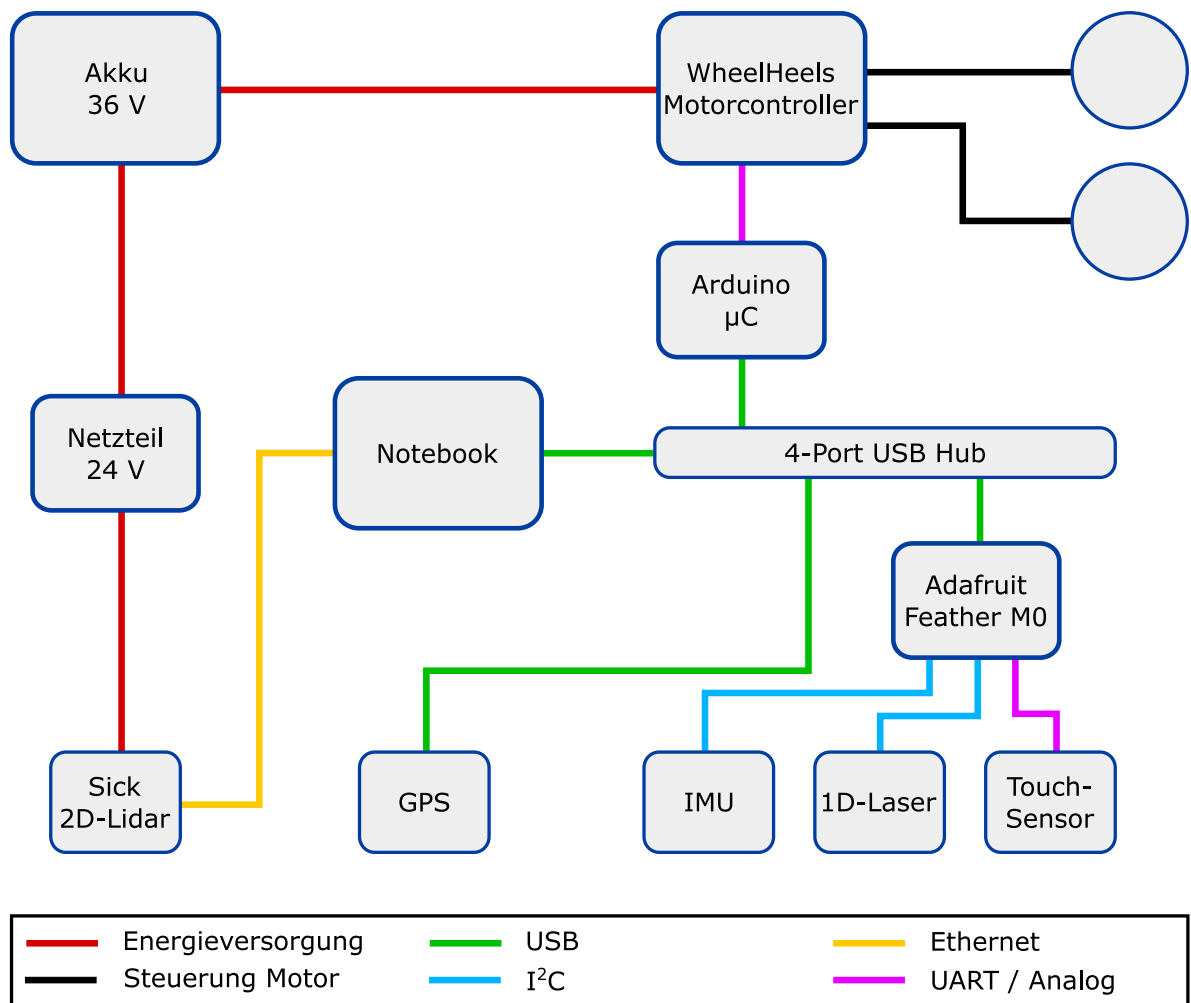 Akku
36 V
WheelHeels
Motorcontroller
Arduino
µC
Netzteil
24 V
Notebook
4-Port USB Hub
Adafruit
Feather M0
Sick
2D-Lidar
GPS
IMU
1D-Laser
Touch-
Sensor
Energieversorgung
USB
Ethernet
Steuerung Motor
I²C
UART / Analog